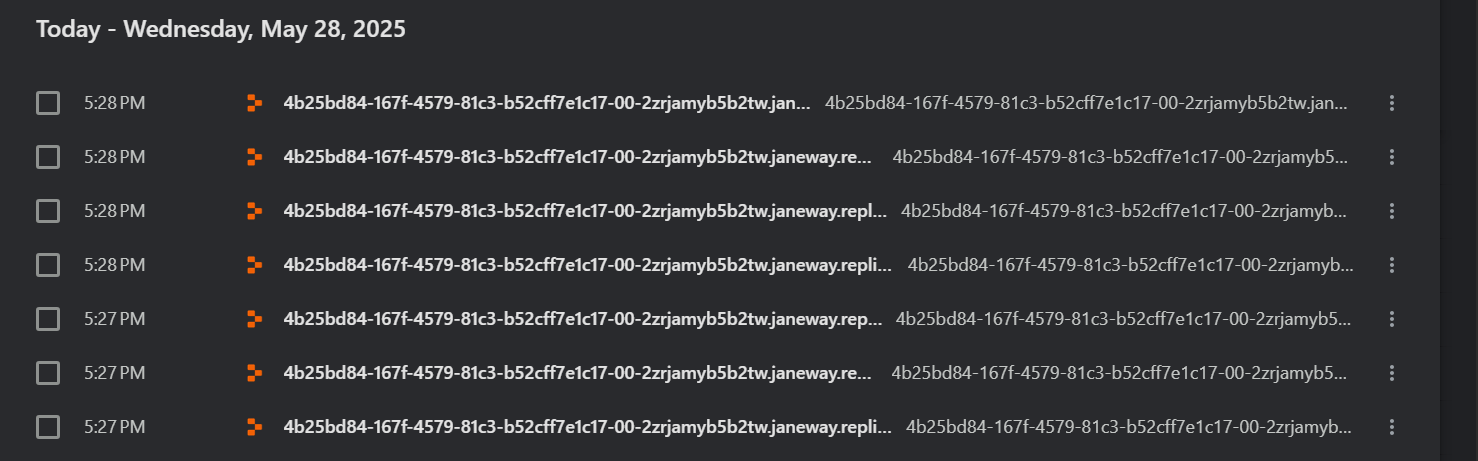 Today - Wednesday, May 28, 2025
5:28 PM 4b25bd84-167f-4579-81c3-b52cff7e1c17-00-2zrjamyb5b2tw.jan... 4b25bd84-167f-4579-81c3-b52cff7e1c17-00-2zrjamyb5b2tw.jan...
5:28 PM 4b25bd84-167f-4579-81c3-b52cff7e1c17-00-2zrjamyb5b2tw.janeway.re... 4b25bd84-167f-4579-81c3-b52cff7e1c17-00-2zrjamyb5...
5:28 PM 4b25bd84-167f-4579-81c3-b52cff7e1c17-00-2zrjamyb5b2tw.janeway.repl... 4b25bd84-167f-4579-81c3-b52cff7e1c17-00-2zrjamyb...
5:28 PM 4b25bd84-167f-4579-81c3-b52cff7e1c17-00-2zrjamyb5b2tw.janeway.repli... 4b25bd84-167f-4579-81c3-b52cff7e1c17-00-2zrjamyb...
5:27 PM 4b25bd84-167f-4579-81c3-b52cff7e1c17-00-2zrjamyb5b2tw.janeway.rep... 4b25bd84-167f-4579-81c3-b52cff7e1c17-00-2zrjamyb5...
5:27 PM 4b25bd84-167f-4579-81c3-b52cff7e1c17-00-2zrjamyb5b2tw.janeway.re... 4b25bd84-167f-4579-81c3-b52cff7e1c17-00-2zrjamyb5...
5:27 PM 4b25bd84-167f-4579-81c3-b52cff7e1c17-00-2zrjamyb5b2tw.janeway.repli... 4b25bd84-167f-4579-81c3-b52cff7e1c17-00-2zrjamyb...